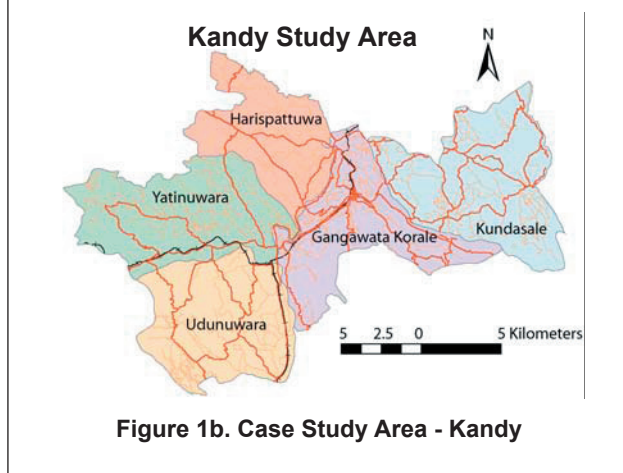 Kandy Study Area
N
Harispattuwa
Yatinuwara
Gangawata Korale
Kundasale
Udunuwara
5 2.5 0 5 Kilometers
Figure 1b. Case Study Area - Kandy